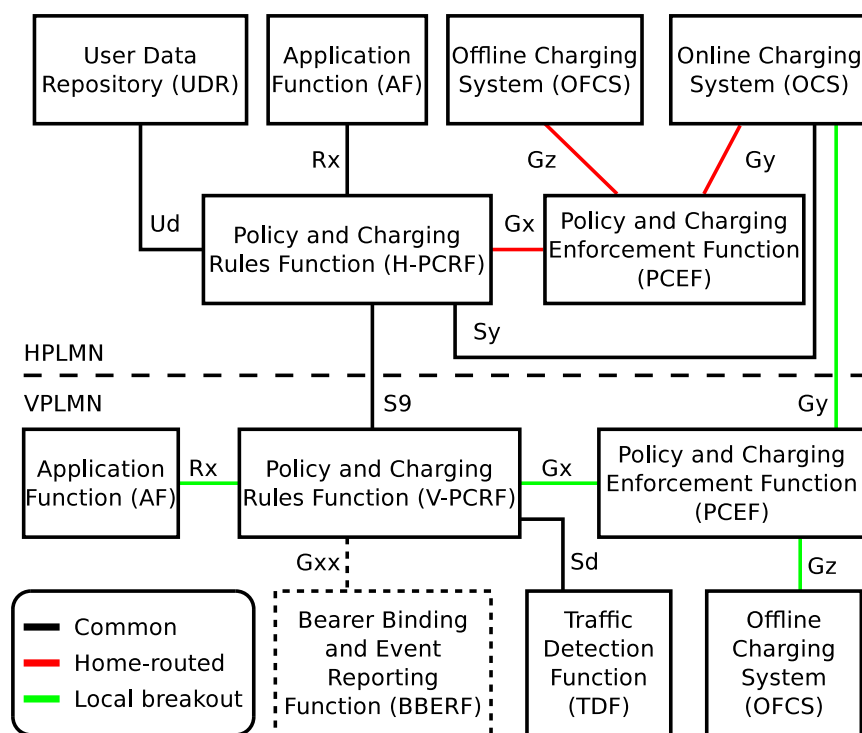 User Data
Repository (UDR)
Application
Function (AF)
Offline Charging
System (OFCS)
Online Charging
System (OCS)
Rx
Gz
Gy
Ud
Policy and Charging
Rules Function (H-PCRF)
Gx
Policy and Charging
Enforcement Function
(PCEF)
Sy
HPLMN
VPLMN
S9
Gy
Application
Function (AF)
Rx
Policy and Charging
Rules Function (V-PCRF)
Gx
Policy and Charging
Enforcement Function
(PCEF)
Gxx
Sd
Gz
Common
Home-routed
Local breakout
Bearer Binding
and Event
Reporting
Function (BBERF)
Traffic
Detection
Function
(TDF)
Offline
Charging
System
(OFCS)